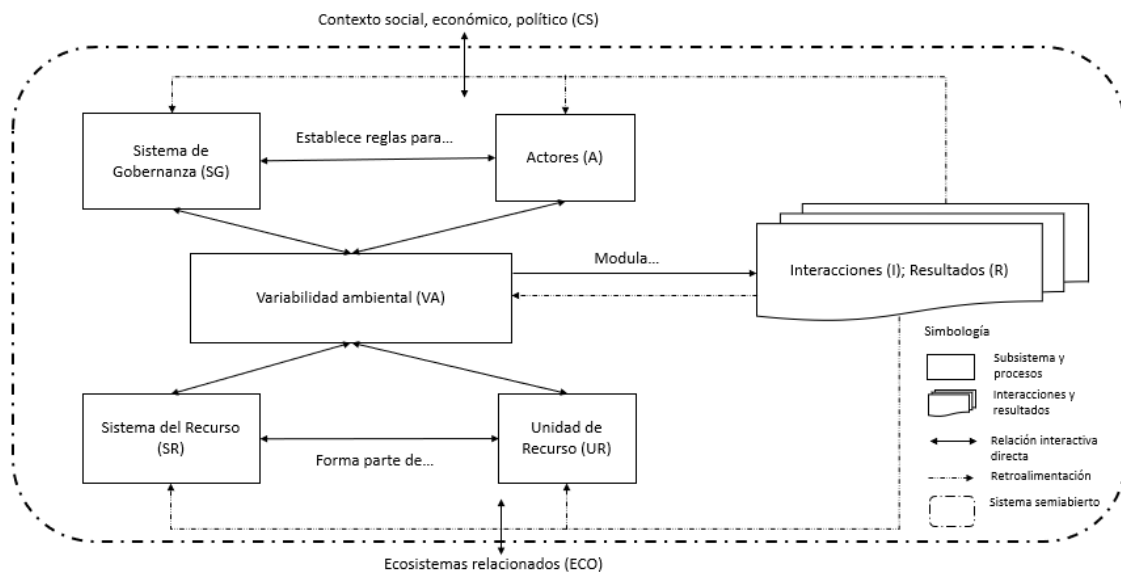 Contexto social, económico, político (CS)
Sistema de
Gobernanza (SG)
Establece reglas para...
Actores (A)
Variabilidad ambiental (VA)
Modula...
Interacciones (I); Resultados (R)
Sistema del Recurso
(SR)
Forma parte de...
Unidad de
Recurso (UR)
Simbología
Subsistema y
procesos
Interacciones y
resultados
Relación interactiva
directa
Retroalimentación
Sistema semiabierto
Ecosistemas relacionados (ECO)